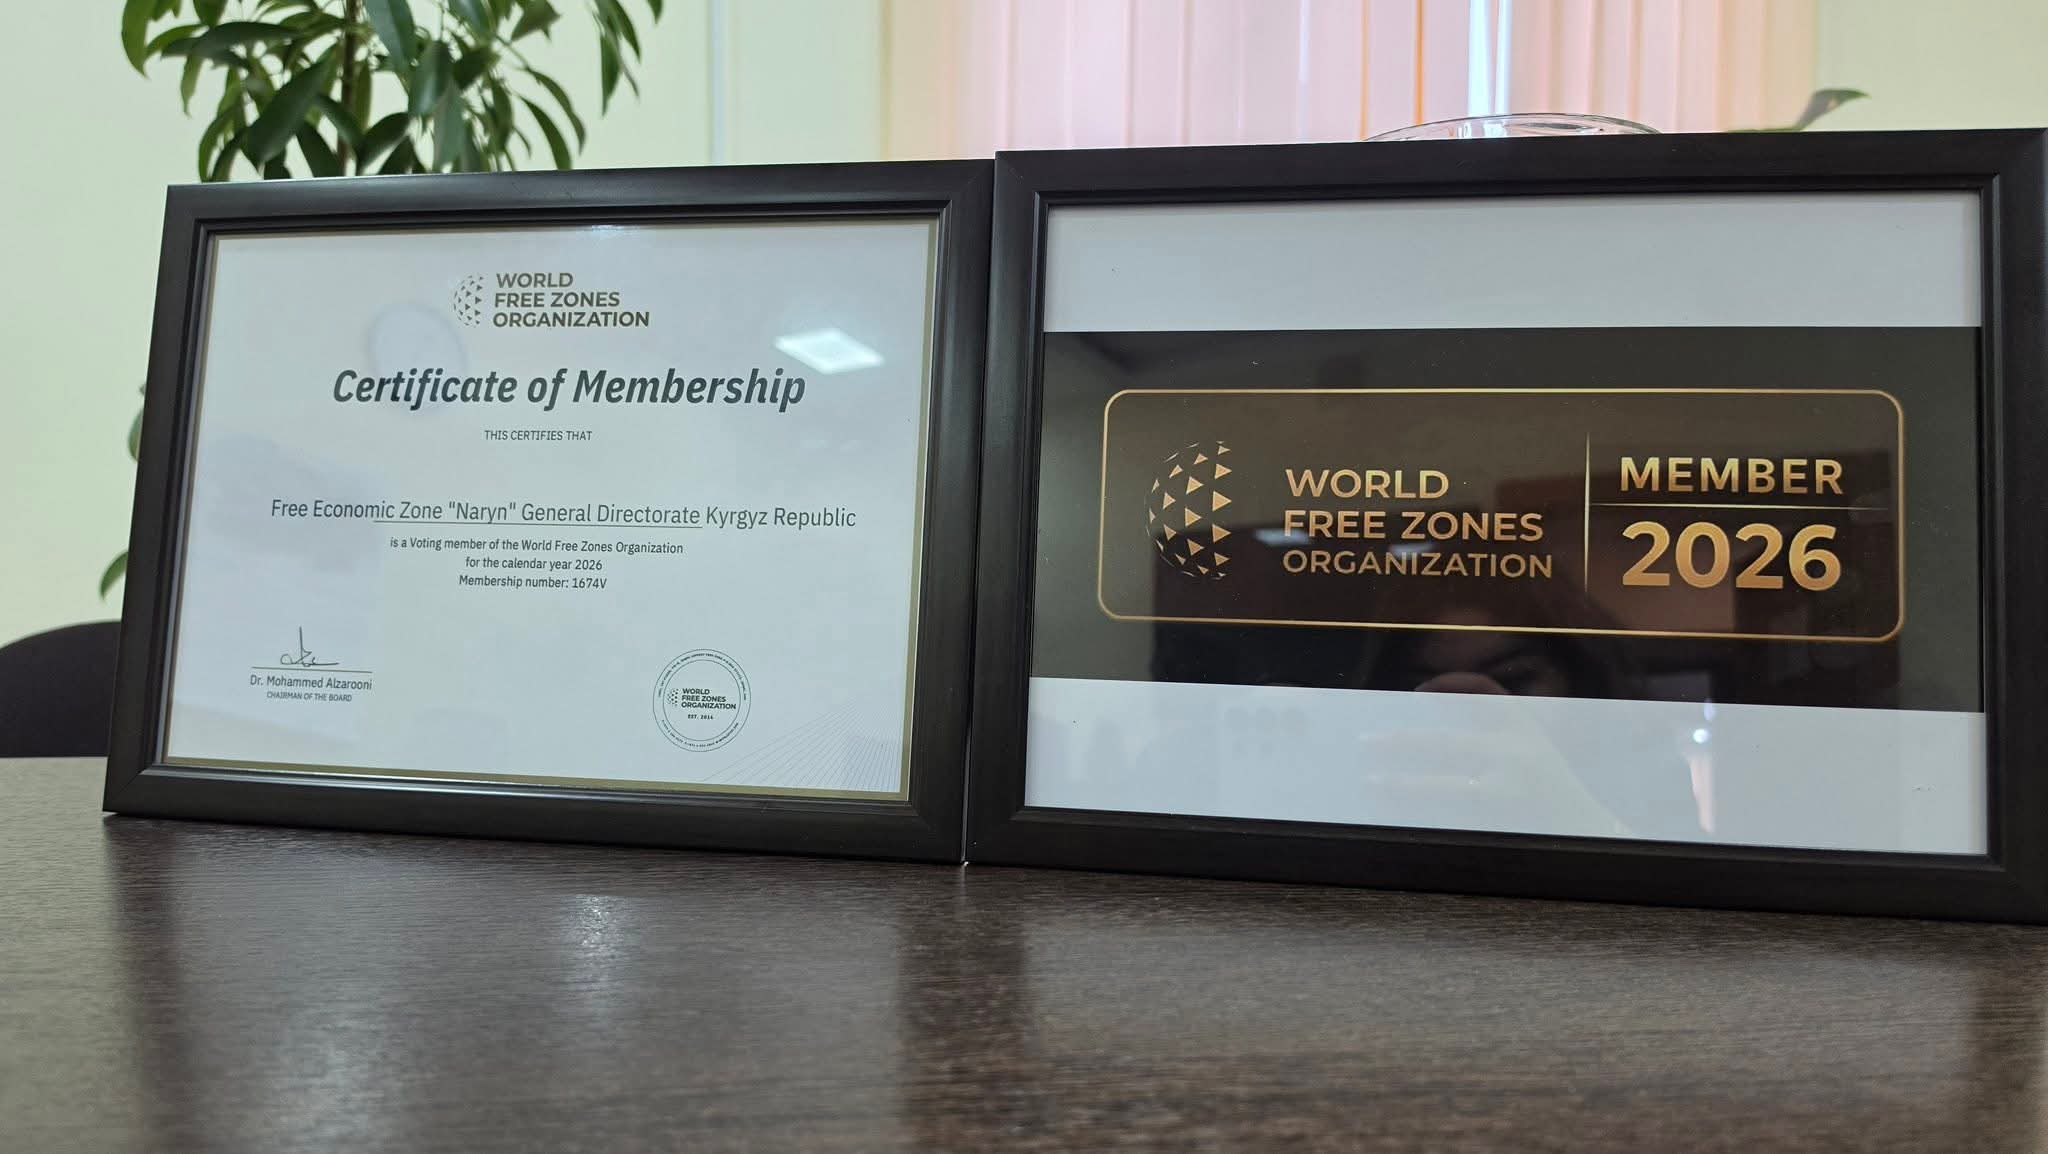 WORLD
FREE ZONES
ORGANIZATION
Certificate of Membership
THIS CERTIFIES THAT
Free Economic Zone "Naryn" General Directorate Kyrgyz Republic
is a Voting member of the World Free Zones Organization
for the calendar year 2026
Membership number: 1674V
Dr. Mohammed Alzarooni
CHAIRMAN OF THE BOARD
WORLD
FREE ZONES
ORGANIZATION
EST. 2014
WORLD
FREE ZONES
ORGANIZATION
MEMBER
2026